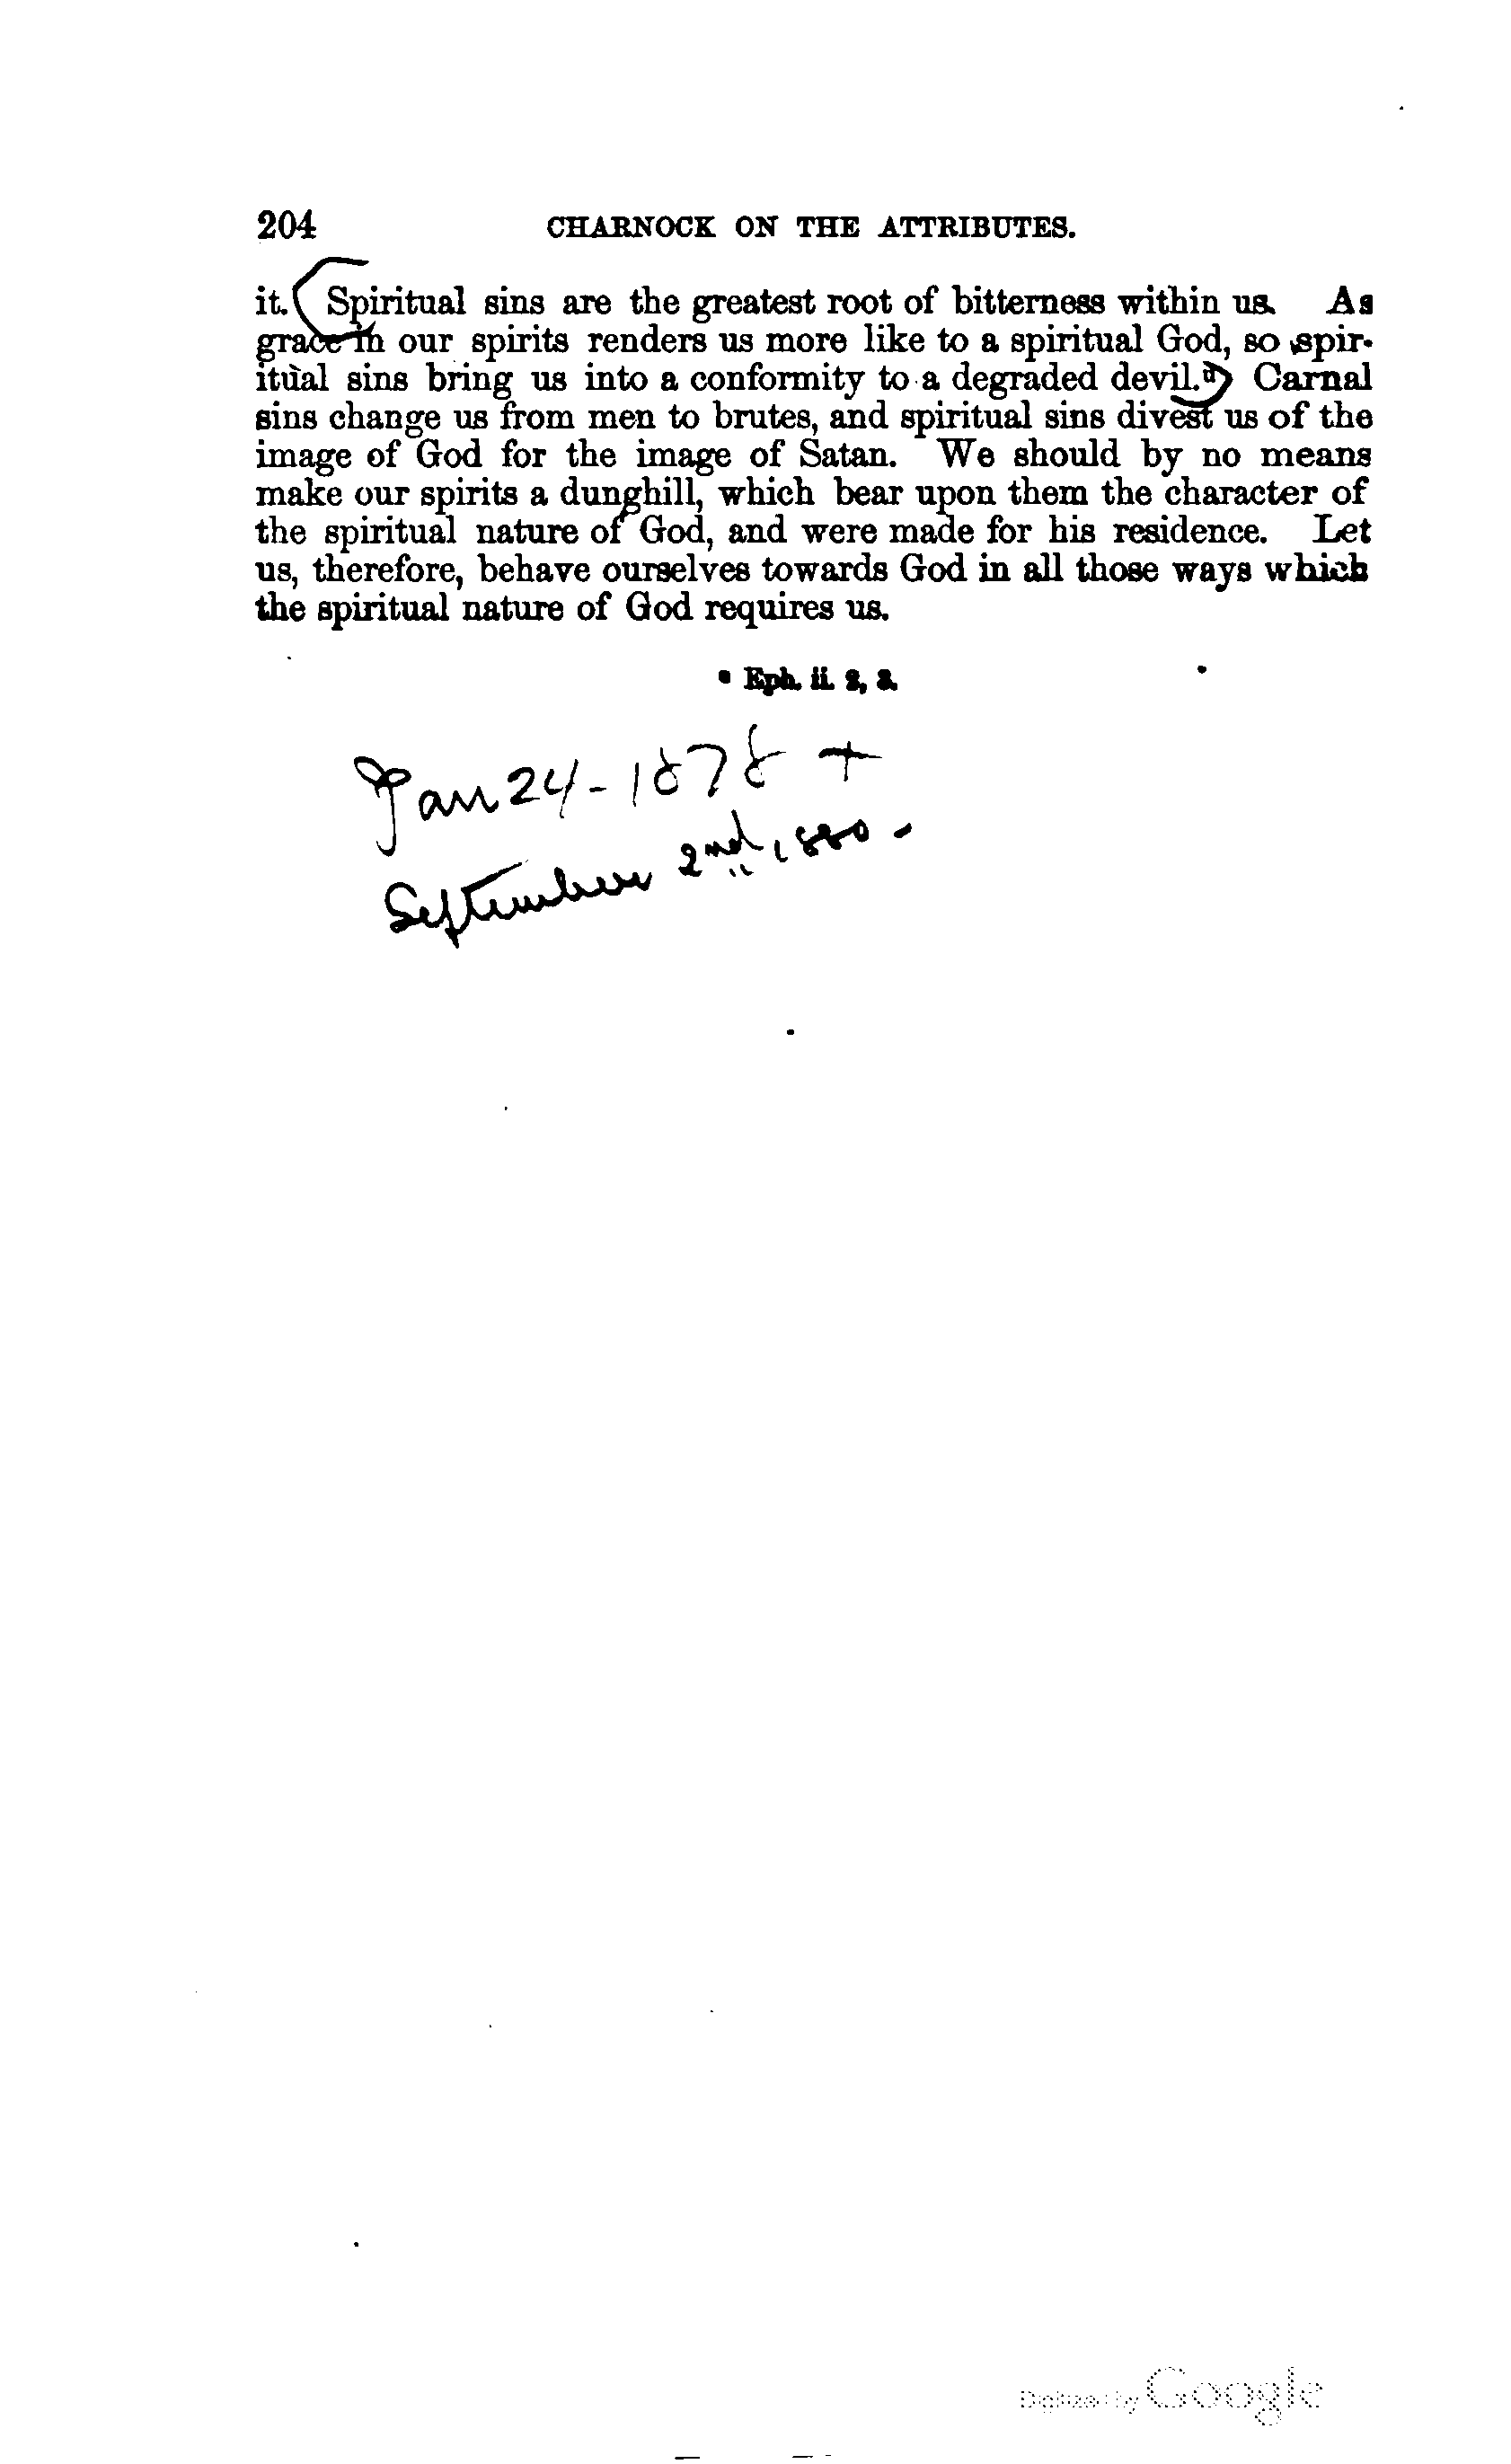 204 CHARNOCK ON THE ATTRIBUTES.
it. Spiritual sins are the greatest root of bitterness within us. As
grace in our spirits renders us more like to a spiritual God, so spir-
itual sins bring us into a conformity to a degraded devil. Carnal
sins change us from men to brutes, and spiritual sins divest us of the
image of God for the image of Satan. We should by no means
make our spirits a dunghill, which bear upon them the character of
the spiritual nature of God, and were made for his residence. Let
us, therefore, behave ourselves towards God in all those ways which
the spiritual nature of God requires us.
Eph. ii. 2, 3.
Jan 24 - 1878 +
September 2nd 1880 -
Digitized by Google